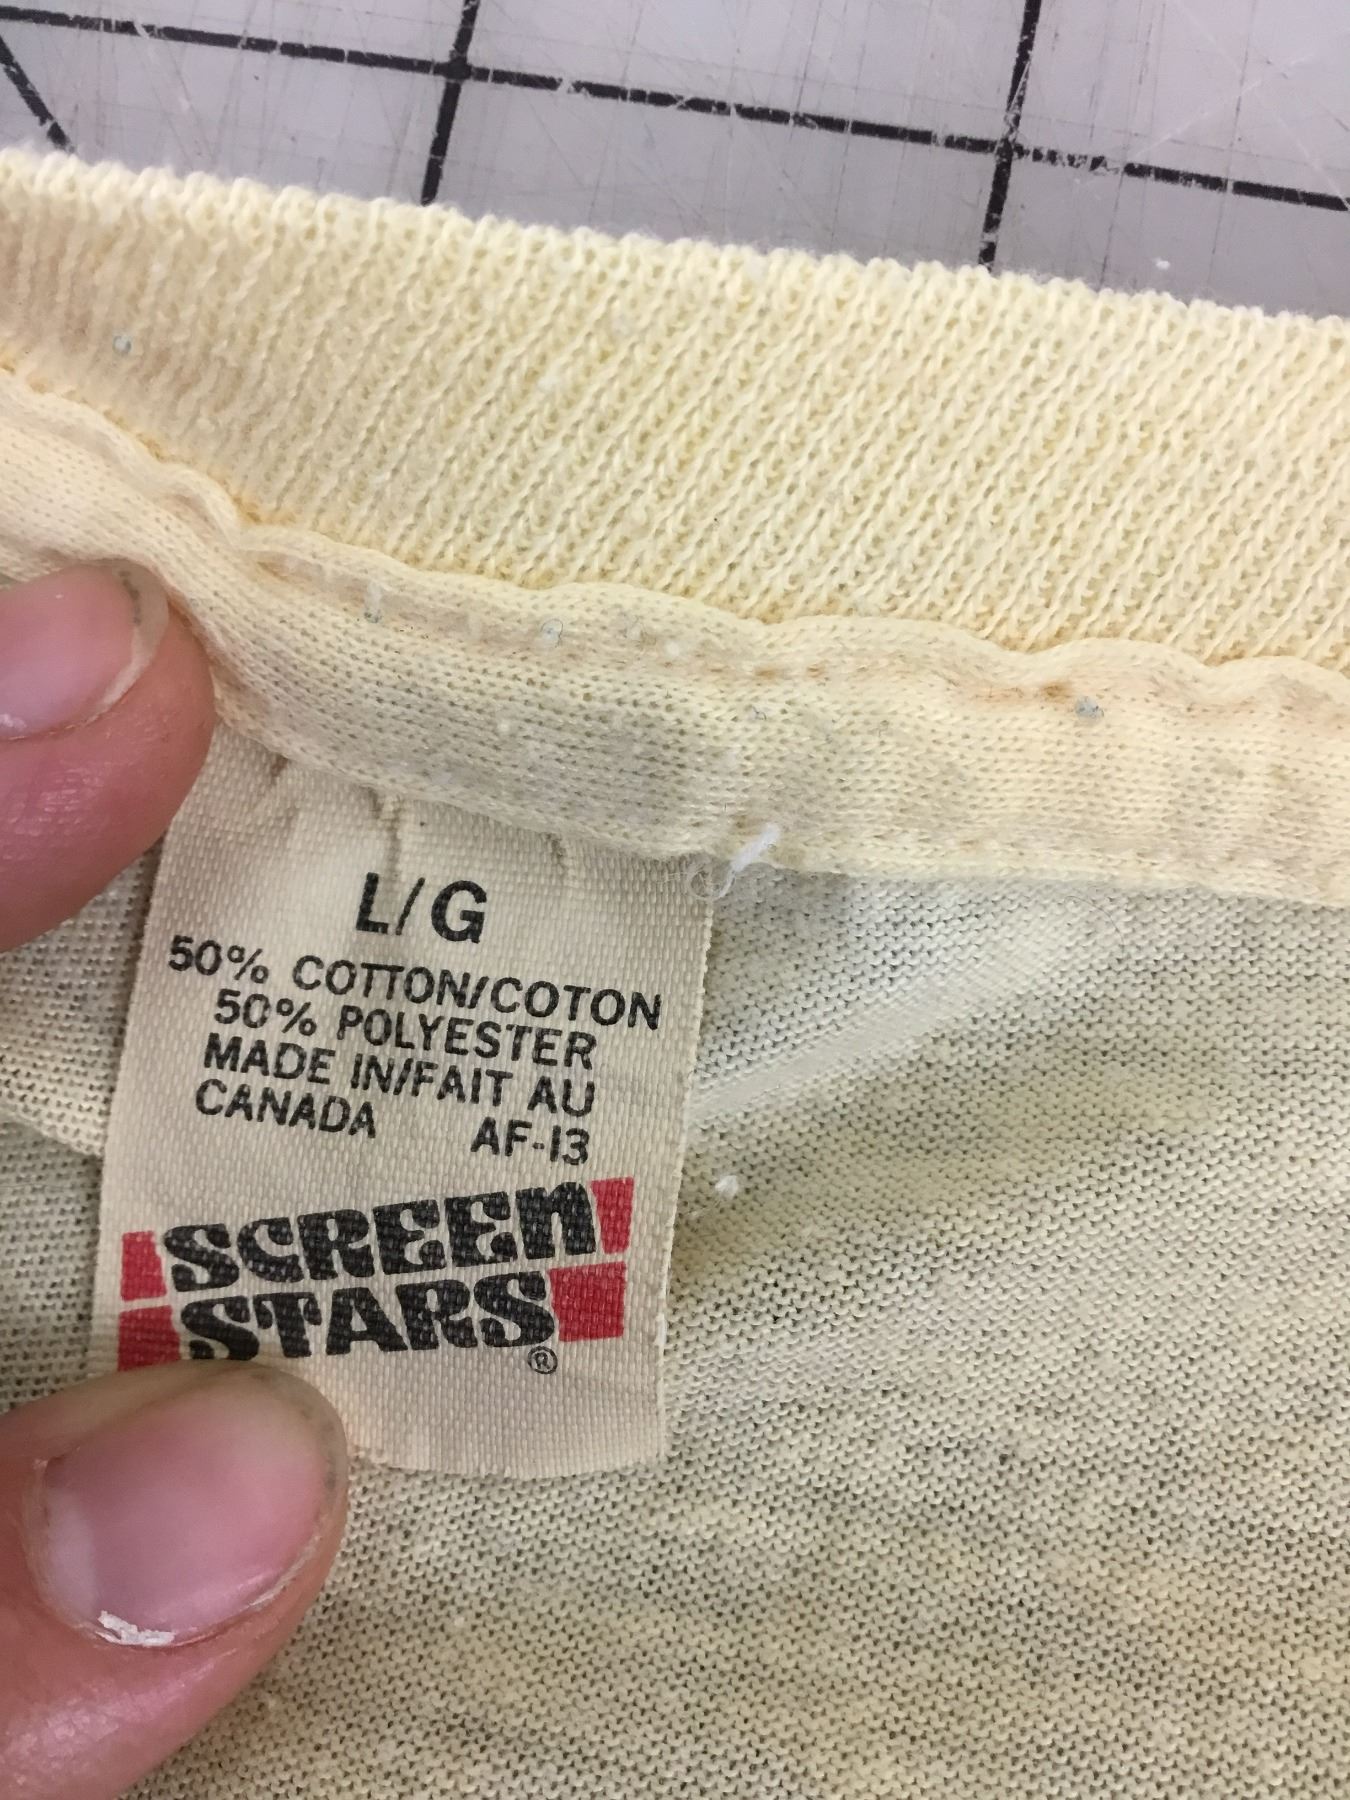 L/G
50% COTTON/COTON
50% POLYESTER
MADE IN/FAIT AU
CANADA AF-13
SCREEN
STARS
®